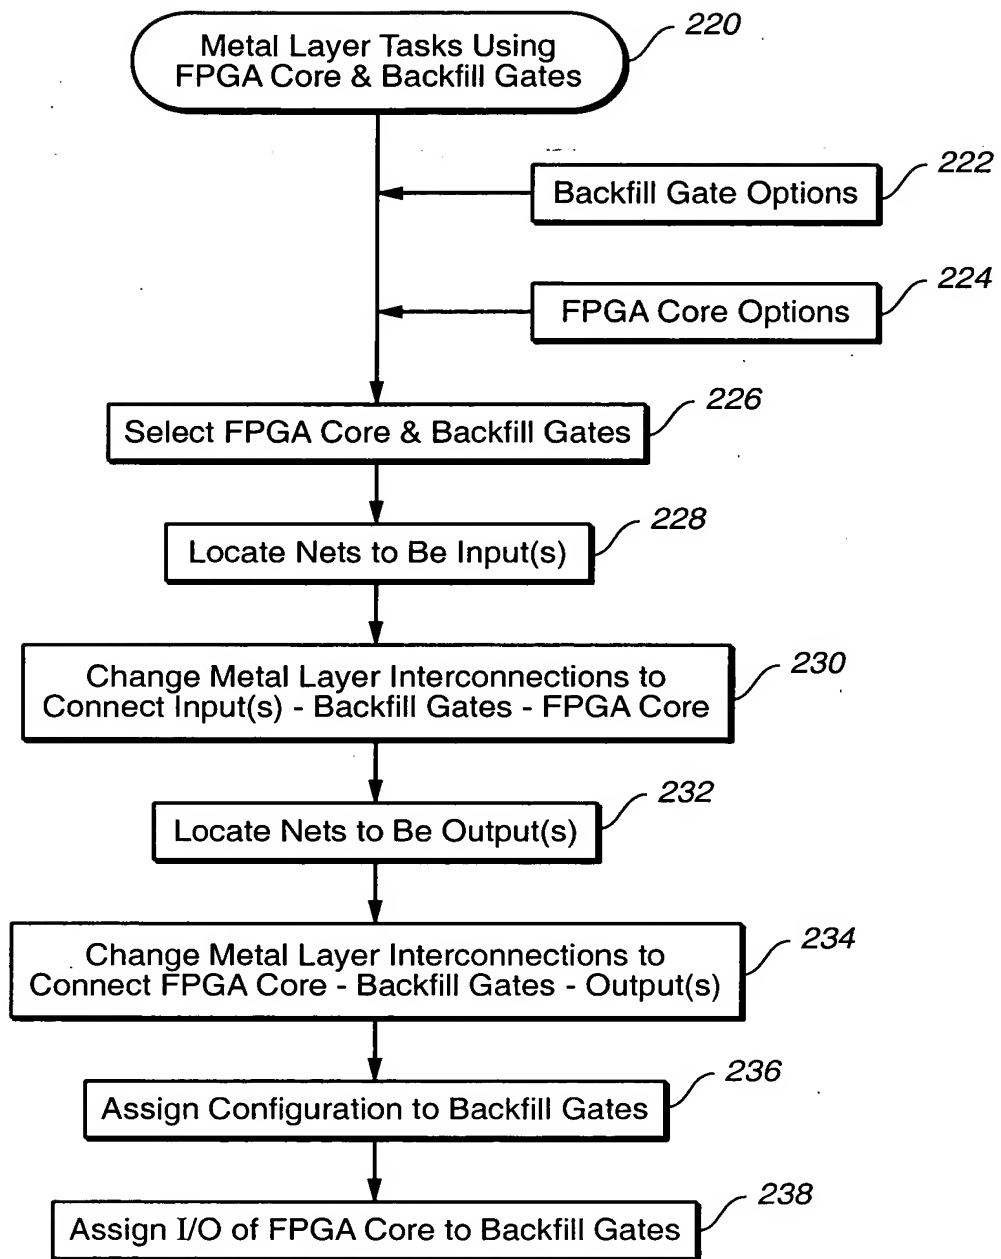 220
Metal Layer Tasks Using
FPGA Core & Backfill Gates
222
Backfill Gate Options
224
FPGA Core Options
226
Select FPGA Core & Backfill Gates
228
Locate Nets to Be Input(s)
230
Change Metal Layer Interconnections to
Connect Input(s) - Backfill Gates - FPGA Core
232
Locate Nets to Be Output(s)
234
Change Metal Layer Interconnections to
Connect FPGA Core - Backfill Gates - Output(s)
236
Assign Configuration to Backfill Gates
238
Assign I/O of FPGA Core to Backfill Gates